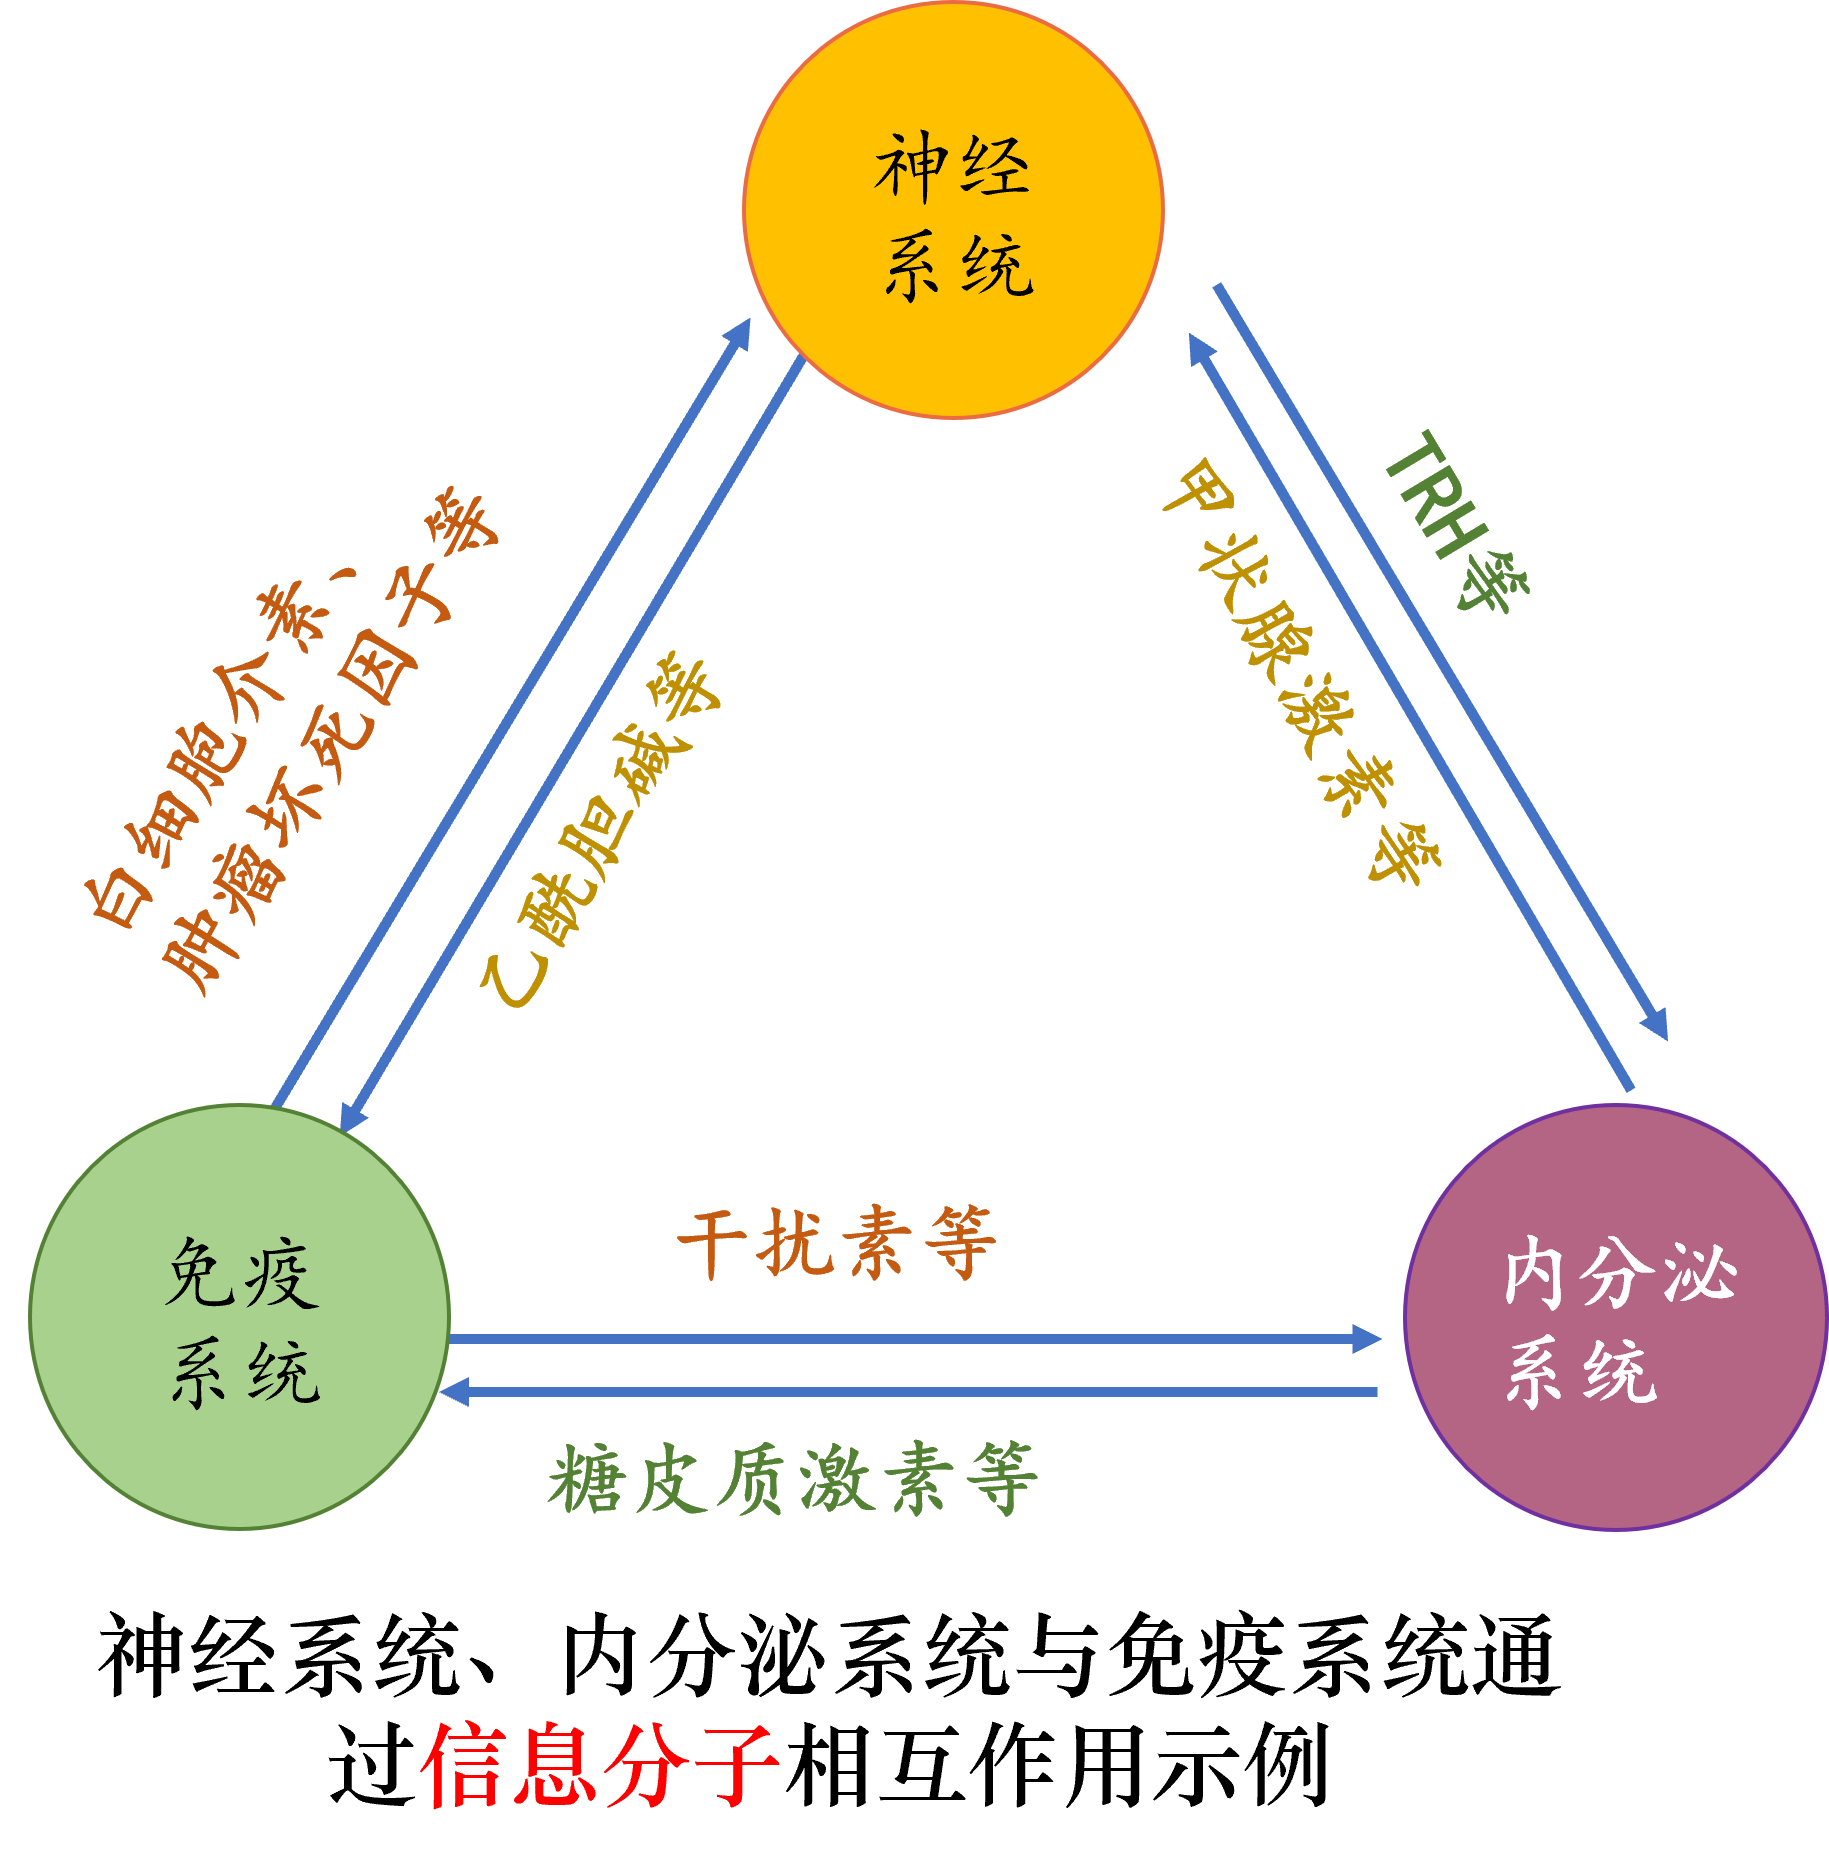 神经
系统
TRH等
甲状腺激素等
白细胞介素、
肿瘤坏死因子等
乙酰胆碱等
干扰素等
免疫
系统
内分泌
系统
糖皮质激素等
神经系统、内分泌系统与免疫系统通
过信息分子相互作用示例